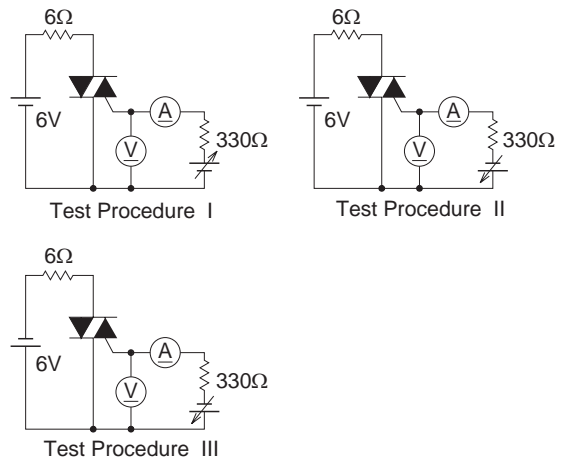 6Ω
6V
A
V
330Ω
Test Procedure I
6Ω
6V
A
V
330Ω
Test Procedure II
6Ω
6V
A
V
330Ω
Test Procedure III